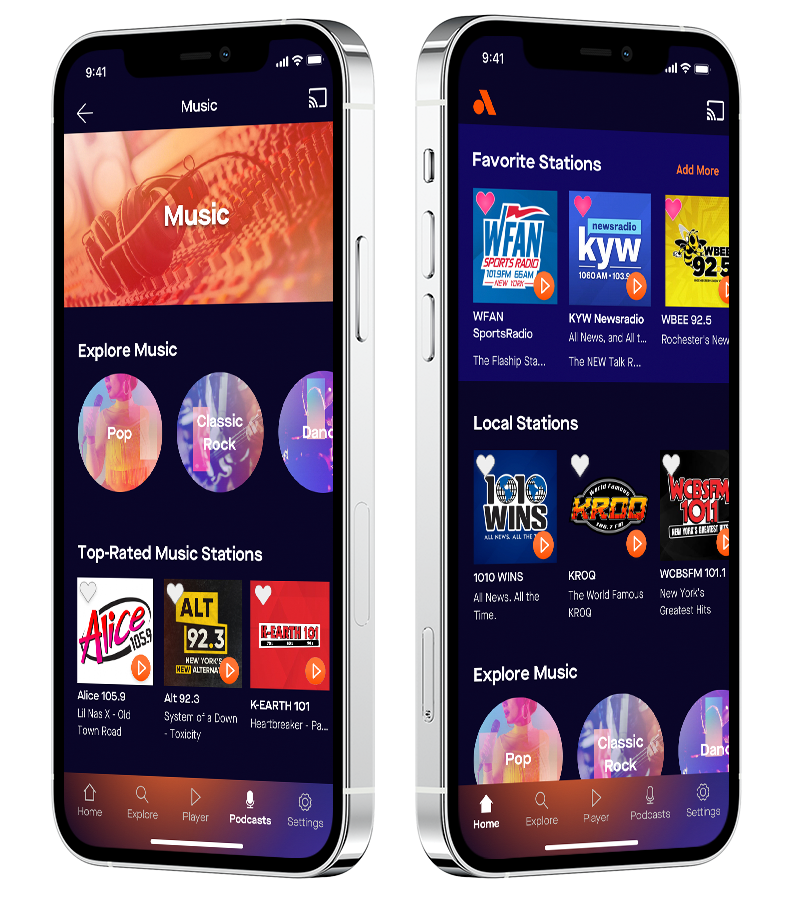 9:41
Music
Music
Explore Music
Pop
Classic
Rock
Danc
Top-Rated Music Stations
Alice
105.9
ALT
92.3
NEW YORK'S
NEW ALTERNAT
K-EARTH 101
Alice 105.9
Lil Nas X - Old
Town Road
Alt 92.3
System of a Down
- Toxicity
K-EARTH 101
Heartbreaker - Pa...
Home
Explore
Player
Podcasts
Settings
9:41
Favorite Stations
Add More
WFAN
SPORTS RADIO
101.9FM 66AM
NEW YORK
newsradio
kyw
1060 AM • 103.9
WBEE
92.5
WFAN
SportsRadio
The Flaship Sta...
KYW Newsradio
All News, and All t...
The NEW Talk R...
WBEE 92.5
Rochester's New
Local Stations
1010
WINS
ALL NEWS. ALL THE
World Famous
KROQ
106.7 FM
WCBSFM
101.1
NEW YORK'S GREATEST HITS
1010 WINS
All News. All the
Time.
KROQ
The World Famous
KROQ
WCBSFM 101.1
New York's
Greatest Hits
Explore Music
Pop
Classic
Rock
Danc
Home
Explore
Player
Podcasts
Settings